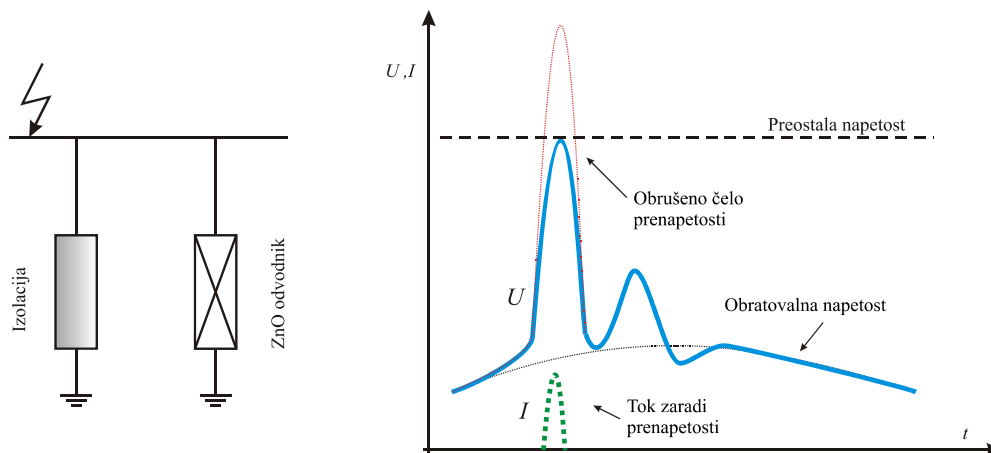 Izolacija
ZnO odvodnik
U ,I
Preostala napetost
Obrušeno čelo
prenapetosti
U
Obratovalna napetost
I
Tok zaradi
prenapetosti
t